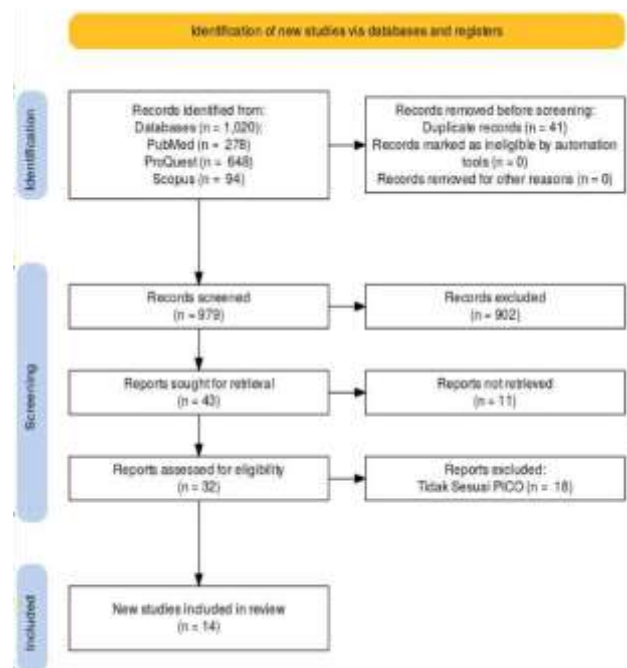 Identification of new studies via databases and registers
Identification
Records identified from:
Databases (n = 1,020):
PubMed (n = 278)
ProQuest (n = 648)
Scopus (n = 94)
Records removed before screening:
Duplicate records (n = 41)
Records marked as ineligible by automation
tools (n = 0)
Records removed for other reasons (n = 0)
Screening
Records screened
(n = 979)
Records excluded
(n = 902)
Reports sought for retrieval
(n = 43)
Reports not retrieved
(n = 11)
Reports assessed for eligibility
(n = 32)
Reports excluded:
Tidak Sesuai PICO (n = 18)
Included
New studies included in review
(n = 14)